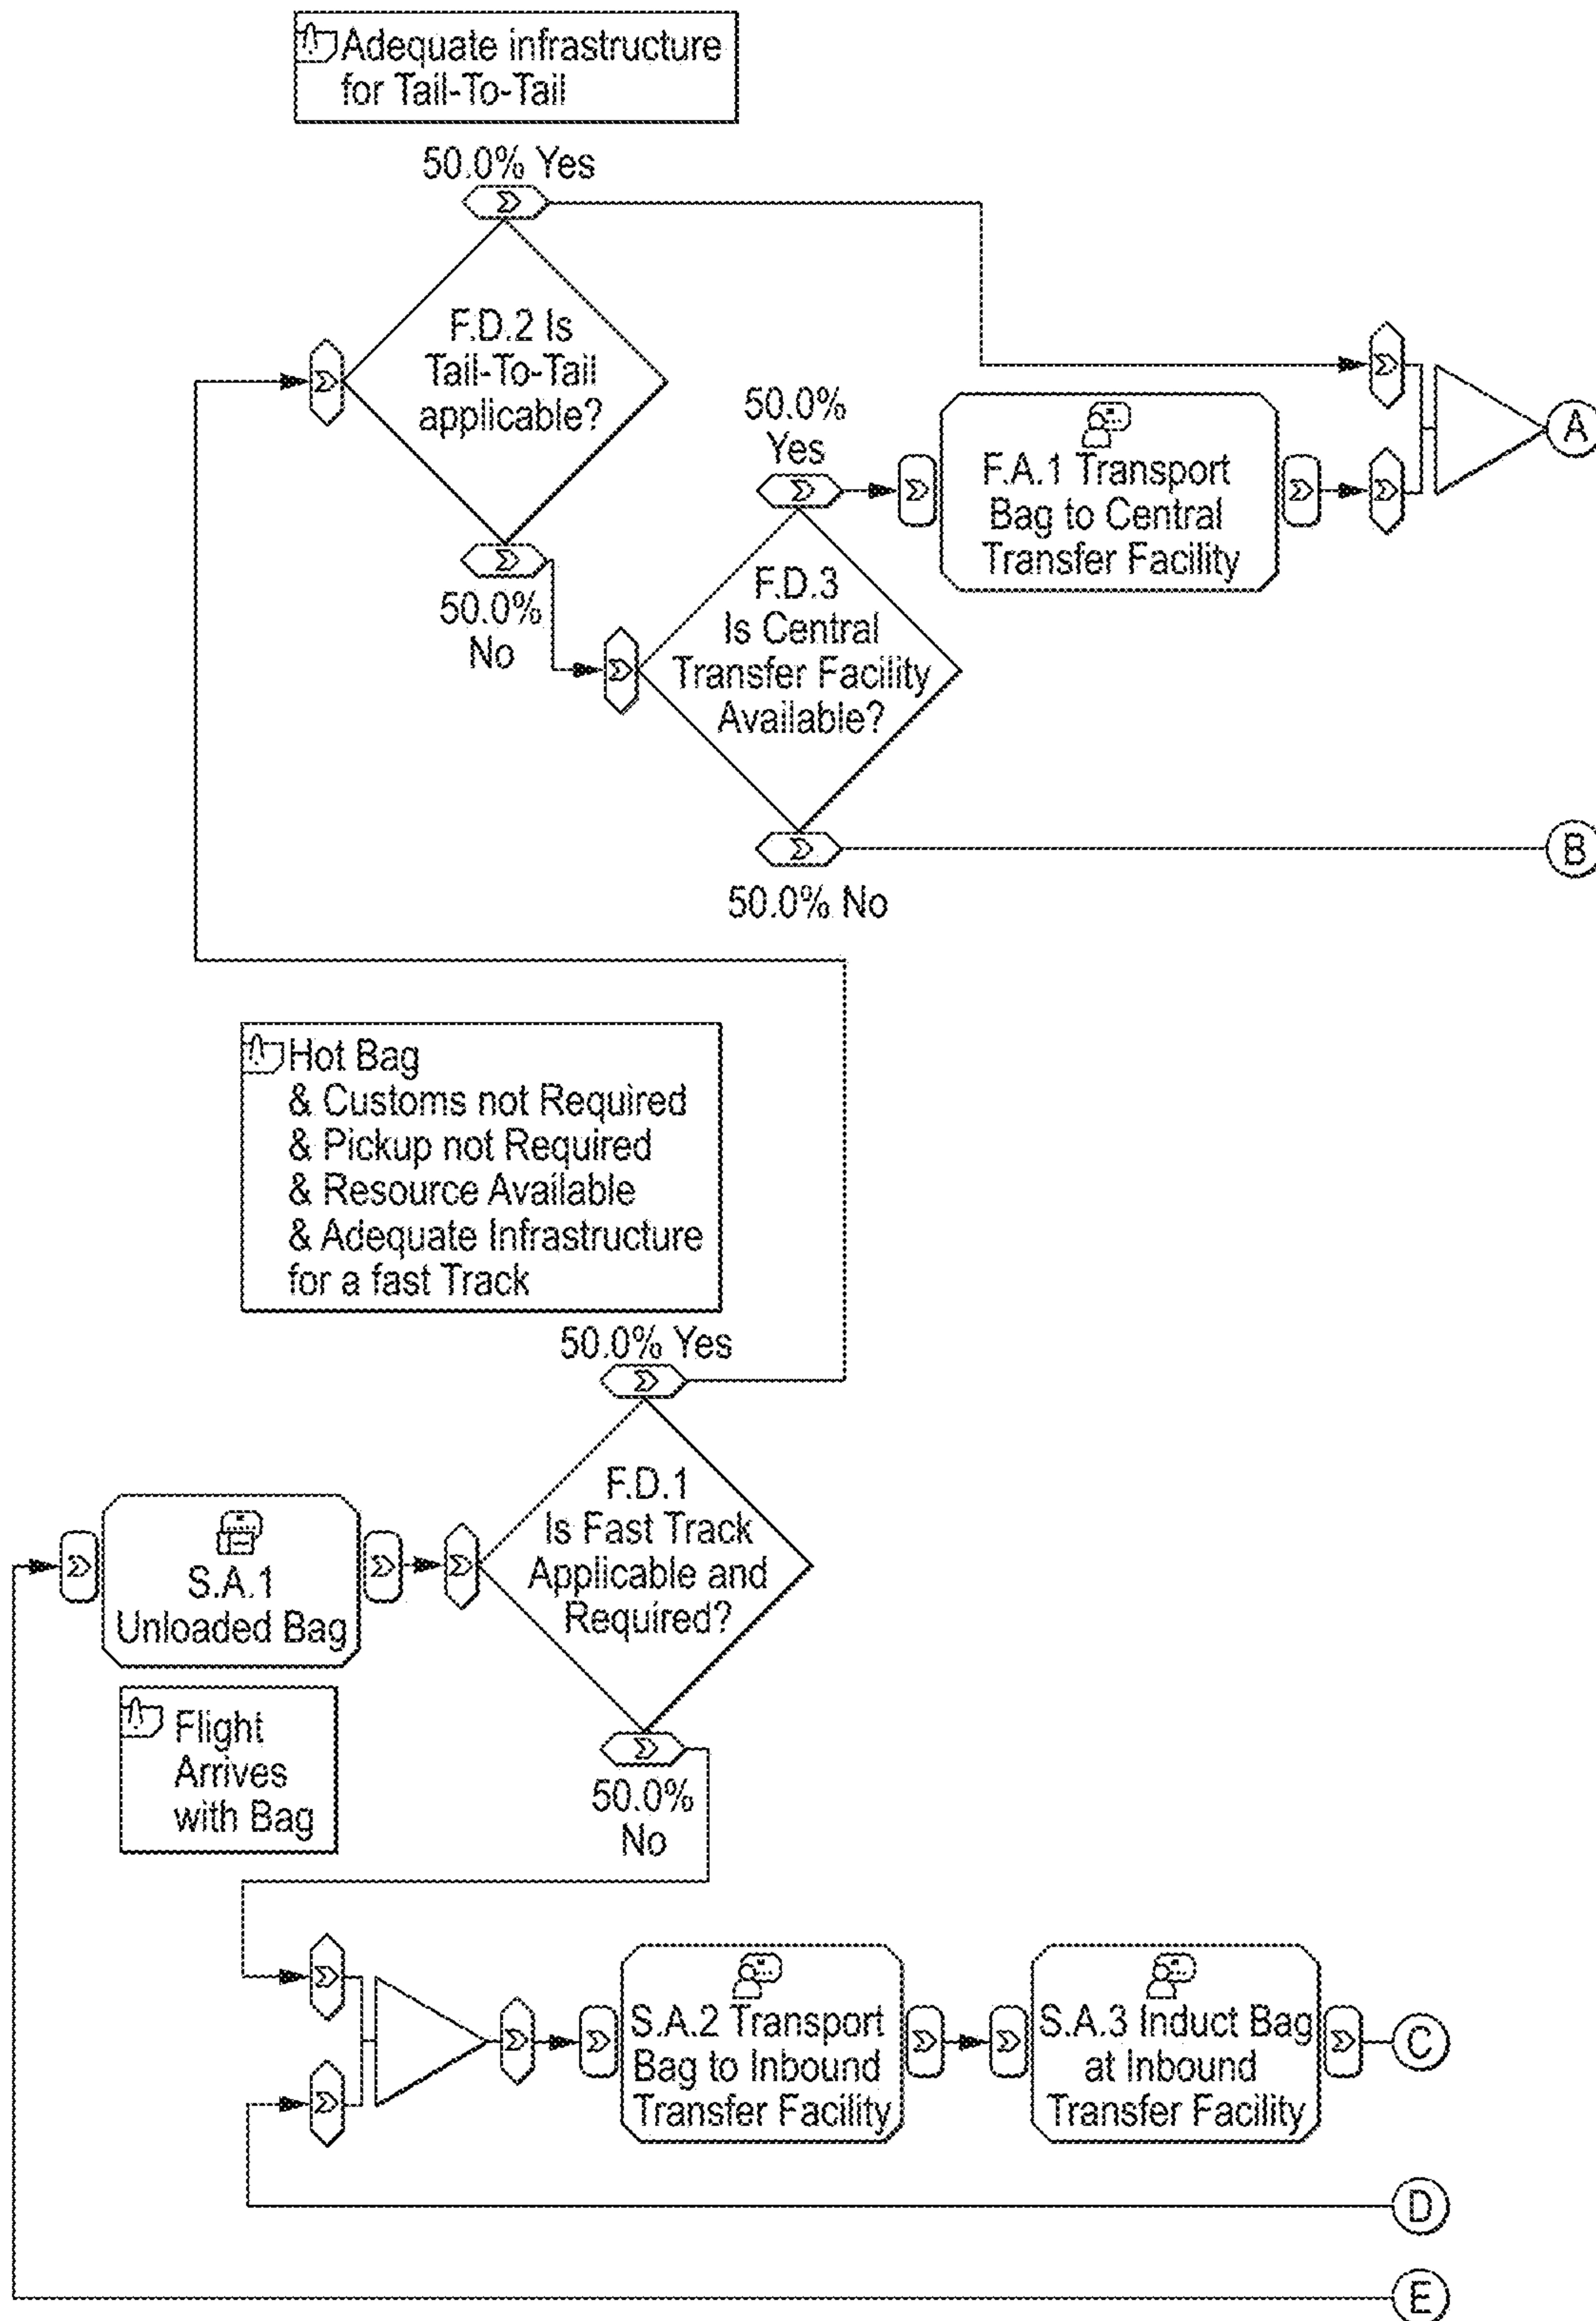 Adequate infrastructure
for Tail-To-Tail
50.0% Yes
F.D.2 Is
Tail-To-Tail
applicable?
50.0%
No
50.0%
Yes
F.A.1 Transport
Bag to Central
Transfer Facility
A
F.D.3
Is Central
Transfer Facility
Available?
50.0% No
B
Hot Bag
& Customs not Required
& Pickup not Required
& Resource Available
& Adequate Infrastructure
for a fast Track
50.0% Yes
F.D.1
Is Fast Track
Applicable and
Required?
S.A.1
Unloaded Bag
Flight
Arrives
with Bag
50.0%
No
S.A.2 Transport
Bag to Inbound
Transfer Facility
S.A.3 Induct Bag
at Inbound
Transfer Facility
C
D
E